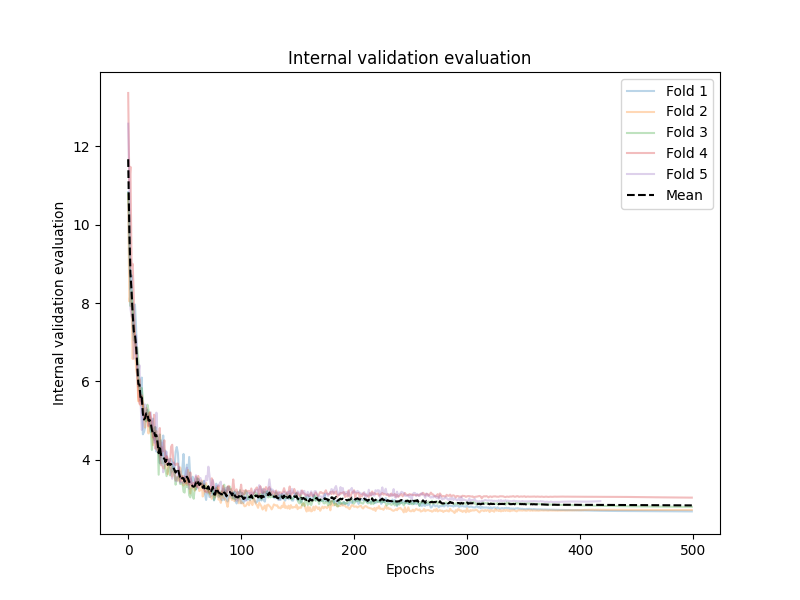 Internal validation evaluation
Internal validation evaluation
12
10
8
6
4
0
100
200
300
400
500
Epochs
Fold 1
Fold 2
Fold 3
Fold 4
Fold 5
Mean